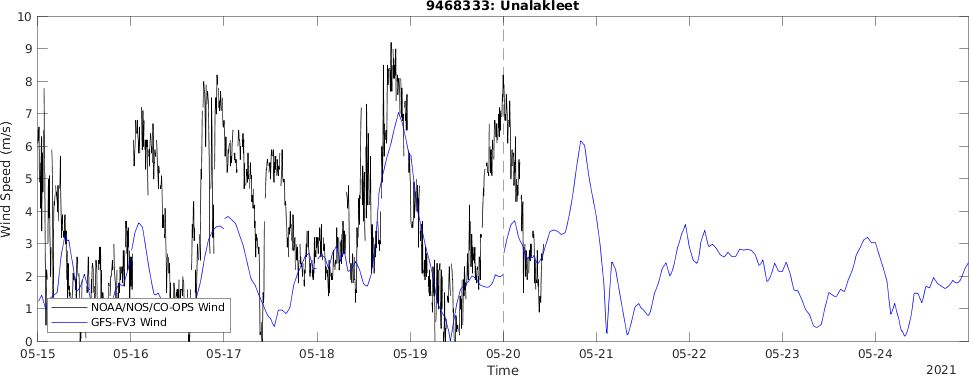 9468333: Unalakleet
10
9
8
7
6
5
4
3
2
1
0
Wind Speed (m/s)
NOAA/NOS/CO-OPS Wind
GFS-FV3 Wind
05-15 05-16 05-17 05-18 05-19 05-20 05-21 05-22 05-23 05-24
Time
2021